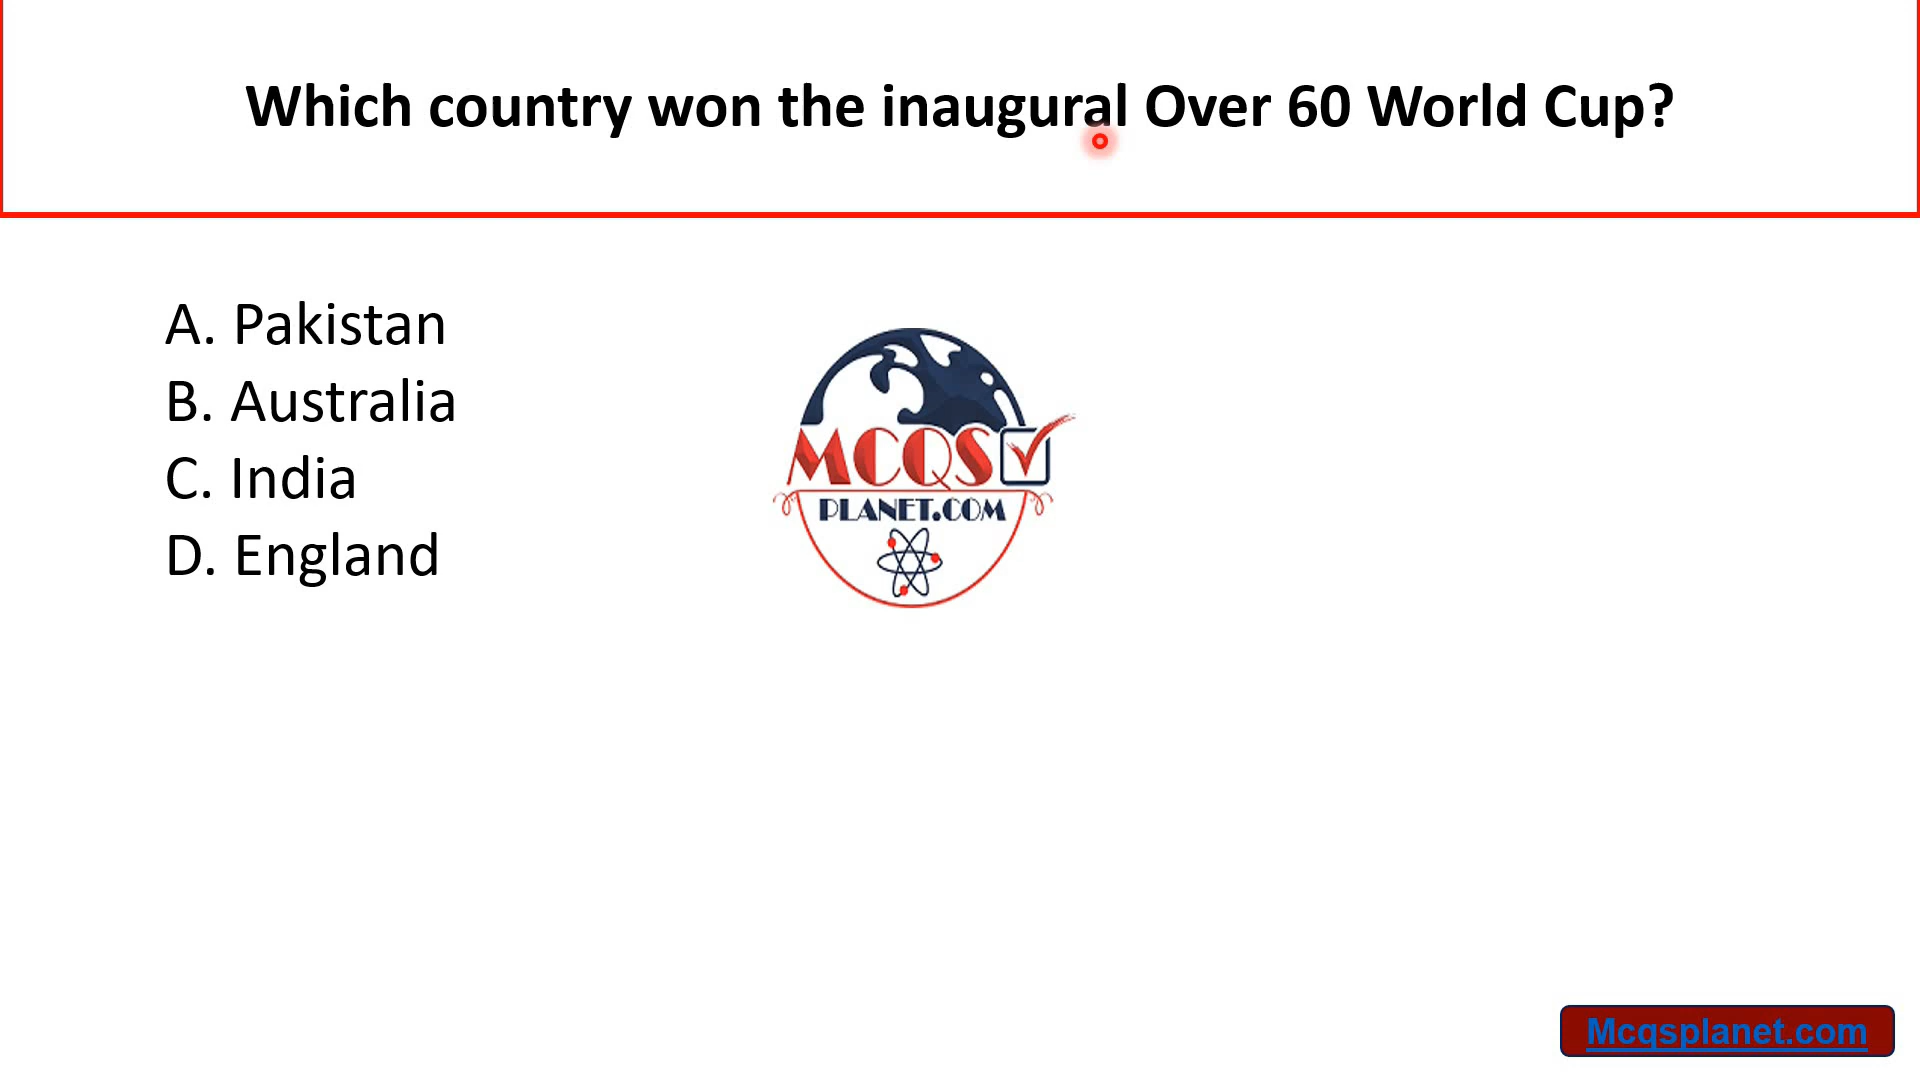 Which country won the inaugural Over 60 World Cup?
A. Pakistan
B. Australia
C. India
D. England
MCQS
PLANET.COM
Mcqsplanet.com